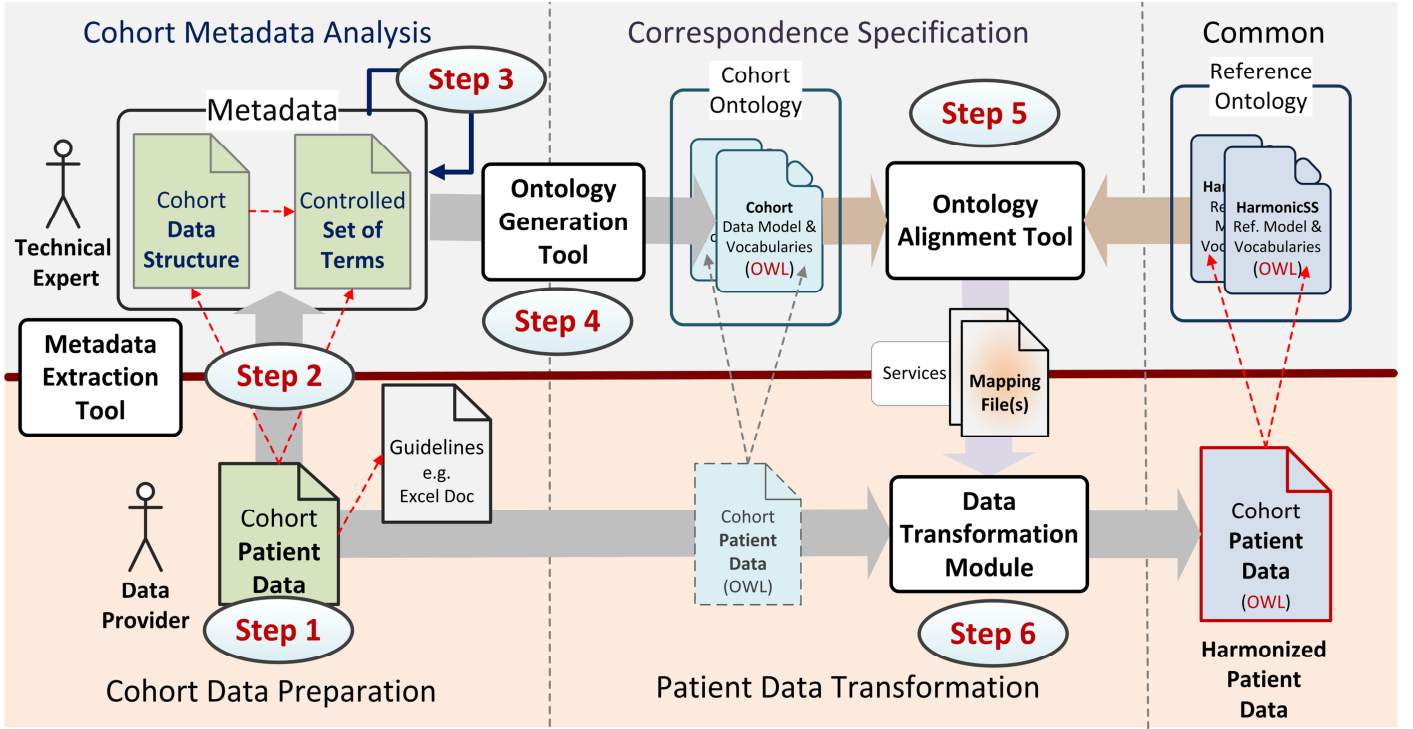 Cohort Metadata Analysis
Correspondence Specification
Common
Step 3
Metadata
Cohort
Data
Structure
Controlled
Set of
Terms
Technical
Expert
Ontology
Generation
Tool
Step 4
Cohort
Ontology
Cohort
Data Model &
Vocabularies
(OWL)
Step 5
Ontology
Alignment Tool
Reference
Ontology
HarmonicSS
Ref. Model &
Vocabularies
(OWL)
Metadata
Extraction
Tool
Step 2
Services
Mapping
File(s)
Guidelines
e.g.
Excel Doc
Data
Provider
Cohort
Patient
Data
Step 1
Cohort
Patient
Data
(OWL)
Data
Transformation
Module
Step 6
Cohort
Patient
Data
(OWL)
Harmonized
Patient
Data
Cohort Data Preparation
Patient Data Transformation